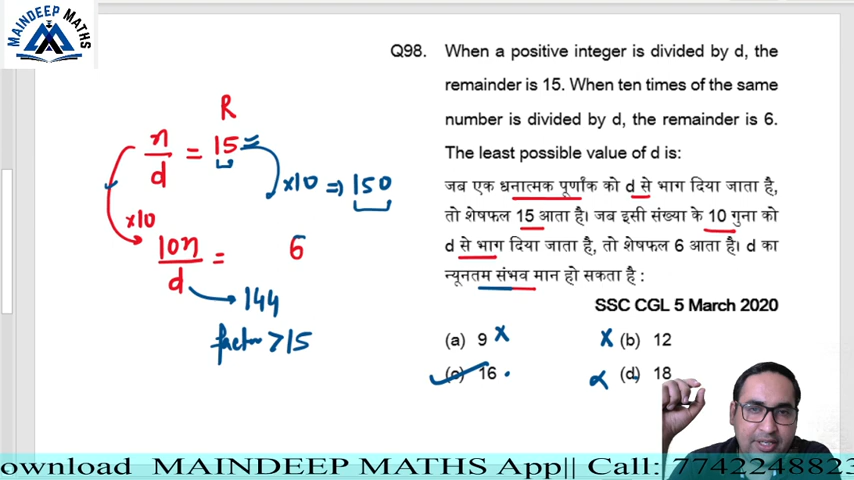 MAINDEEP MATHS
Q98. When a positive integer is divided by d, the
remainder is 15. When ten times of the same
number is divided by d, the remainder is 6.
The least possible value of d is:
जब एक धनात्मक पूर्णांक को d से भाग दिया जाता है,
तो शेषफल 15 आता है। जब इसी संख्या के 10 गुना को
d से भाग दिया जाता है, तो शेषफल 6 आता है। d का
न्यूनतम संभव मान हो सकता है :
SSC CGL 5 March 2020
(a) 9 x x (b) 12
(c) 16 (d) 18
R
n/d = 15
×10 ⇒ 150
×10
10n/d = 6
144
factor > 15
ownload MAINDEEP MATHS App|| Call: 7742248823